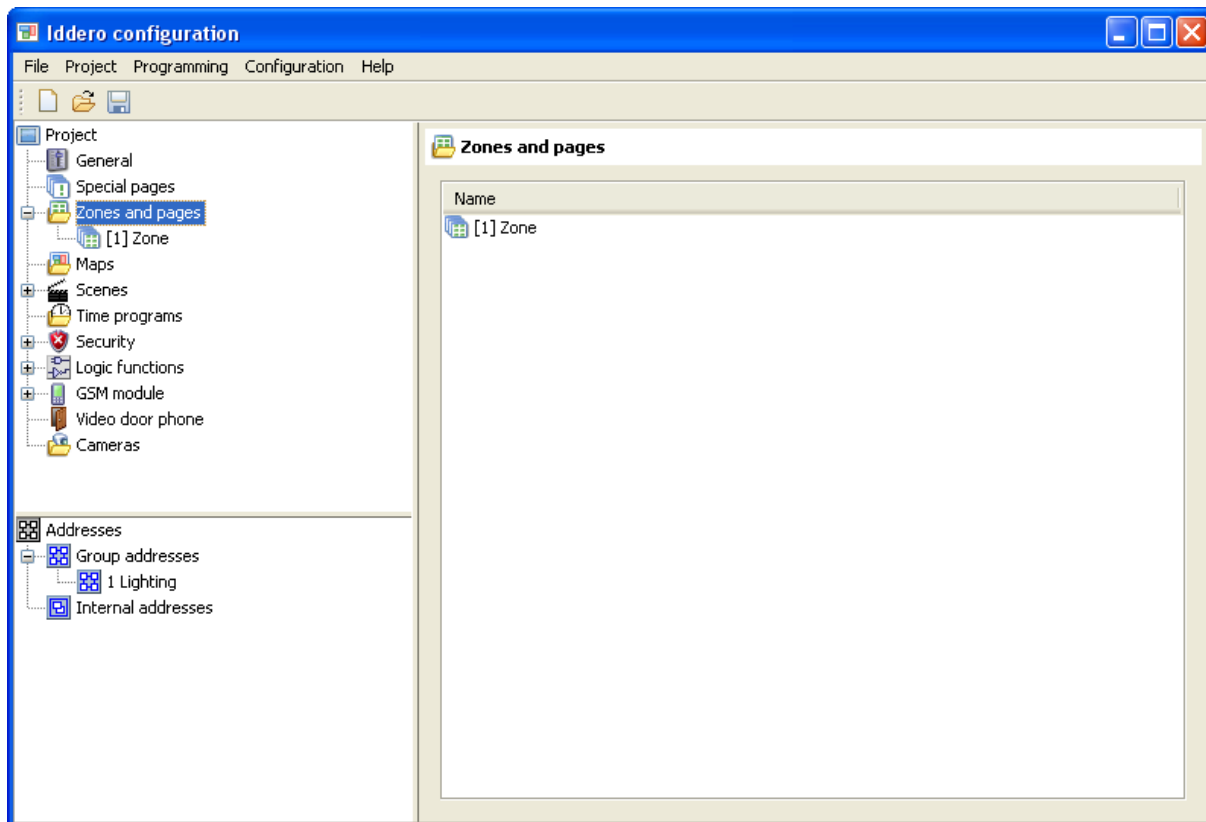 Iddero configuration
File Project Programming Configuration Help
Project
General
Special pages
Zones and pages
[1] Zone
Maps
Scenes
Time programs
Security
Logic functions
GSM module
Video door phone
Cameras
Addresses
Group addresses
1 Lighting
Internal addresses
Zones and pages
Name
[1] Zone